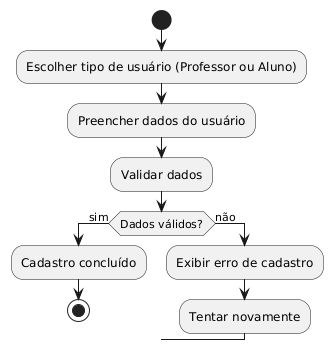 Escolher tipo de usuário (Professor ou Aluno)
Preencher dados do usuário
Validar dados
sim
Dados válidos?
não
Cadastro concluído
Exibir erro de cadastro
Tentar novamente